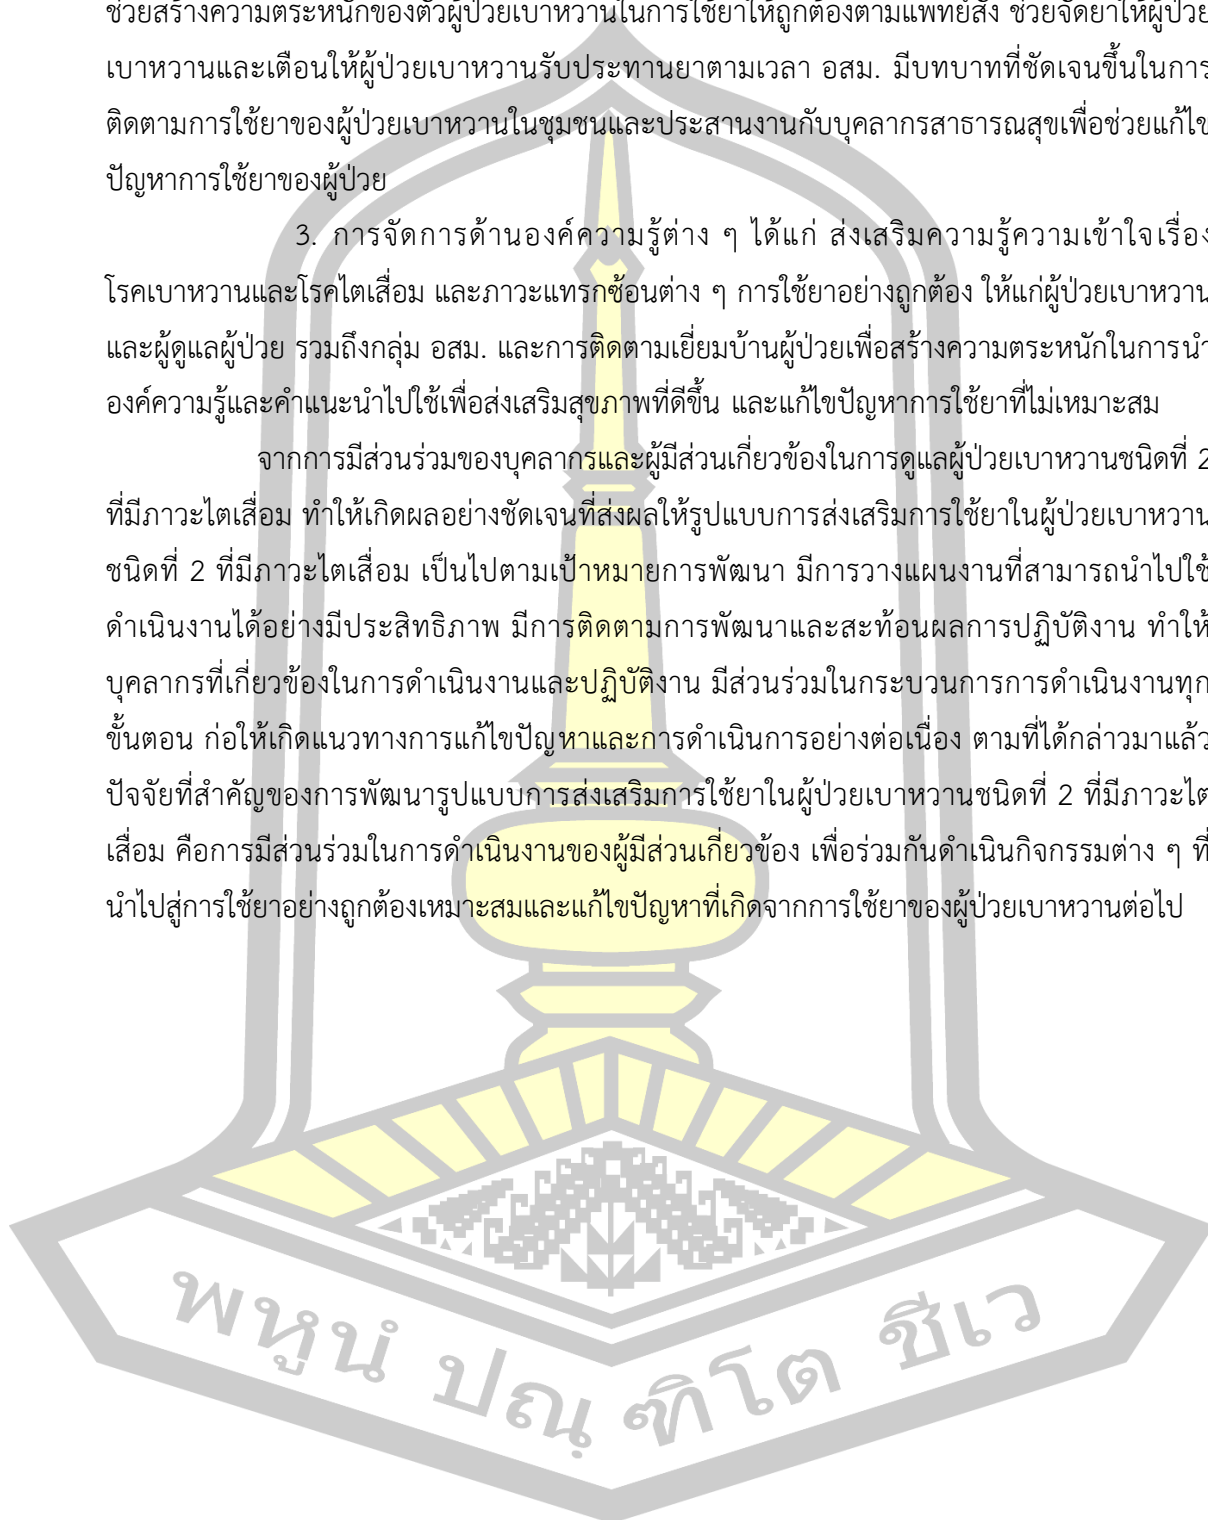 ช่วยสร้างความตระหนักของตัวผู้ป่วยเบาหวานในการใช้ยาให้ถูกต้องตามแพทย์สั่ง ช่วยจัดยาให้ผู้ป่วย
เบาหวานและเตือนให้ผู้ป่วยเบาหวานรับประทานยาตามเวลา อสม. มีบทบาทที่ชัดเจนขึ้นในการ
ติดตามการใช้ยาของผู้ป่วยเบาหวานในชุมชนและประสานงานกับบุคลากรสาธารณสุขเพื่อช่วยแก้ไข
ปัญหาการใช้ยาของผู้ป่วย
3. การจัดการด้านองค์ความรู้ต่าง ๆ ได้แก่ ส่งเสริมความรู้ความเข้าใจเรื่อง
โรคเบาหวานและโรคไตเสื่อม และภาวะแทรกซ้อนต่าง ๆ การใช้ยาอย่างถูกต้อง ให้แก่ผู้ป่วยเบาหวาน
และผู้ดูแลผู้ป่วย รวมถึงกลุ่ม อสม. และการติดตามเยี่ยมบ้านผู้ป่วยเพื่อสร้างความตระหนักในการนำ
องค์ความรู้และคำแนะนำไปใช้เพื่อส่งเสริมสุขภาพที่ดีขึ้น และแก้ไขปัญหาการใช้ยาที่ไม่เหมาะสม
จากการมีส่วนร่วมของบุคลากรและผู้มีส่วนเกี่ยวข้องในการดูแลผู้ป่วยเบาหวานชนิดที่ 2
ที่มีภาวะไตเสื่อม ทำให้เกิดผลอย่างชัดเจนที่ส่งผลให้รูปแบบการส่งเสริมการใช้ยาในผู้ป่วยเบาหวาน
ชนิดที่ 2 ที่มีภาวะไตเสื่อม เป็นไปตามเป้าหมายการพัฒนา มีการวางแผนงานที่สามารถนำไปใช้
ดำเนินงานได้อย่างมีประสิทธิภาพ มีการติดตามการพัฒนาและสะท้อนผลการปฏิบัติงาน ทำให้
บุคลากรที่เกี่ยวข้องในการดำเนินงานและปฏิบัติงาน มีส่วนร่วมในกระบวนการการดำเนินงานทุก
ขั้นตอน ก่อให้เกิดแนวทางการแก้ไขปัญหาและการดำเนินการอย่างต่อเนื่อง ตามที่ได้กล่าวมาแล้ว
ปัจจัยที่สำคัญของการพัฒนารูปแบบการส่งเสริมการใช้ยาในผู้ป่วยเบาหวานชนิดที่ 2 ที่มีภาวะไต
เสื่อม คือการมีส่วนร่วมในการดำเนินงานของผู้มีส่วนเกี่ยวข้อง เพื่อร่วมกันดำเนินกิจกรรมต่าง ๆ ที่
นำไปสู่การใช้ยาอย่างถูกต้องเหมาะสมและแก้ไขปัญหาที่เกิดจากการใช้ยาของผู้ป่วยเบาหวานต่อไป
พหูนํ ปณฺฑิโต ชีเว